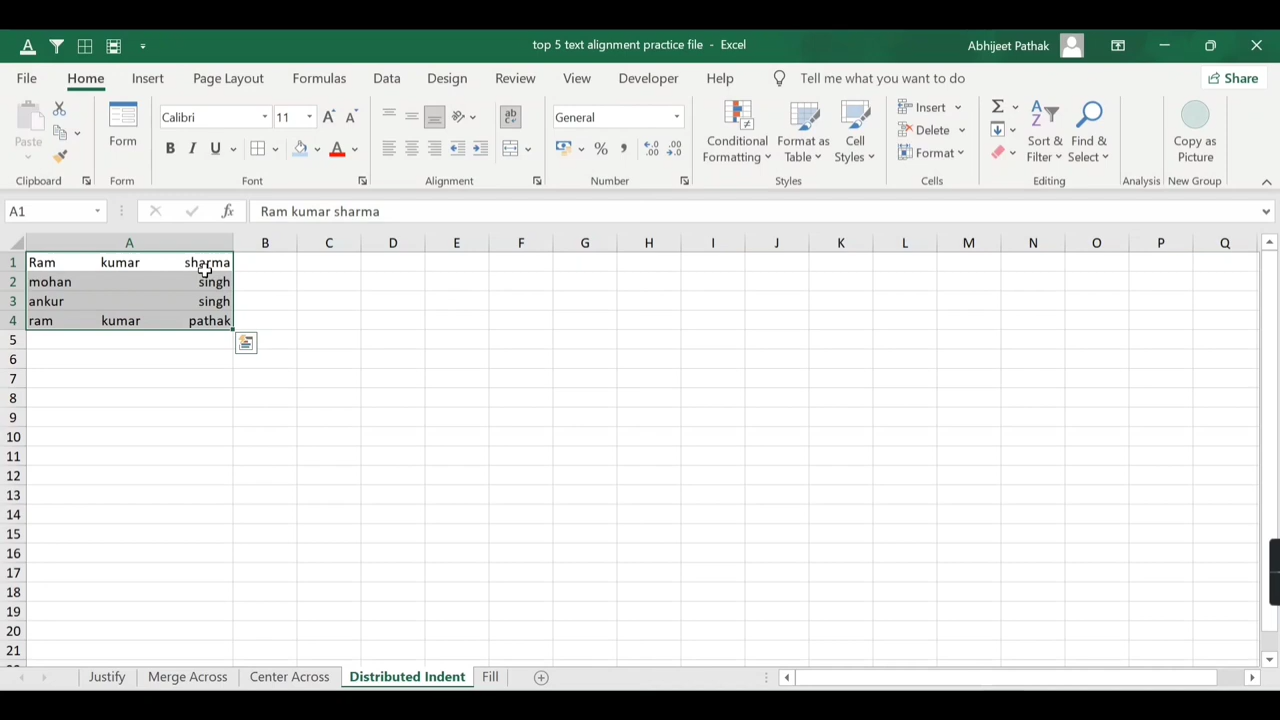 top 5 text alignment practice file - Excel
Abhijeet Pathak
File Home Insert Page Layout Formulas Data Design Review View Developer Help Tell me what you want to do Share
Paste
Clipboard
Form
Form
Calibri 11
B I U A
Font
ab
Alignment
General
%
Number
Conditional Formatting
Format as Table
Cell Styles
Styles
Insert
Delete
Format
Cells
Sort & Filter
Find & Select
Editing
Analysis
Copy as Picture
New Group
A1 fx Ram kumar sharma
A B C D E F G H I J K L M N O P Q
1 Ram kumar sharma
2 mohan singh
3 ankur singh
4 ram kumar pathak
5
6
7
8
9
10
11
12
13
14
15
16
17
18
19
20
21
Justify Merge Across Center Across Distributed Indent Fill